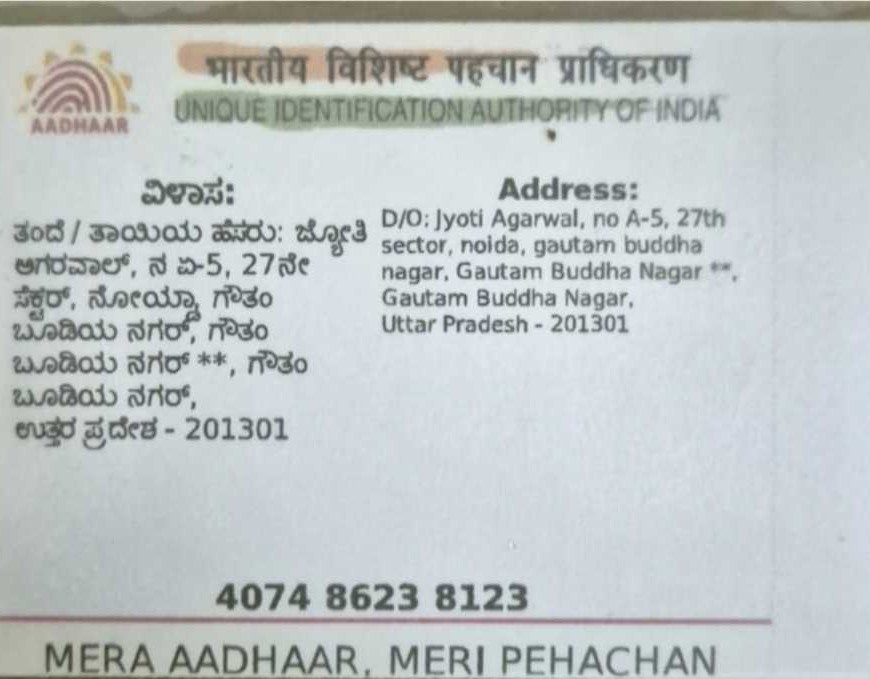 भारतीय विशिष्ट पहचान प्राधिकरण
UNIQUE IDENTIFICATION AUTHORITY OF INDIA
AADHAAR
ವಿಳಾಸ:
ತಂದೆ / ತಾಯಿಯ ಹೆಸರು: ಜ್ಯೋತಿ
ಅಗರವಾಲ್, ನ ಏ-5, 27ನೇ
ಸೆಕ್ಟರ್, ನೋಯ್ಡಾ ಗೌತಂ
ಬೂಡಿಯ ನಗರ್, ಗೌತಂ
ಬೂಡಿಯ ನಗರ್ **, ಗೌತಂ
ಬೂಡಿಯ ನಗರ್,
ಉತ್ತರ ಪ್ರದೇಶ - 201301
Address:
D/O: Jyoti Agarwal, no A-5, 27th
sector, noida, gautam buddha
nagar, Gautam Buddha Nagar **,
Gautam Buddha Nagar,
Uttar Pradesh - 201301
4074 8623 8123
MERA AADHAAR, MERI PEHACHAN